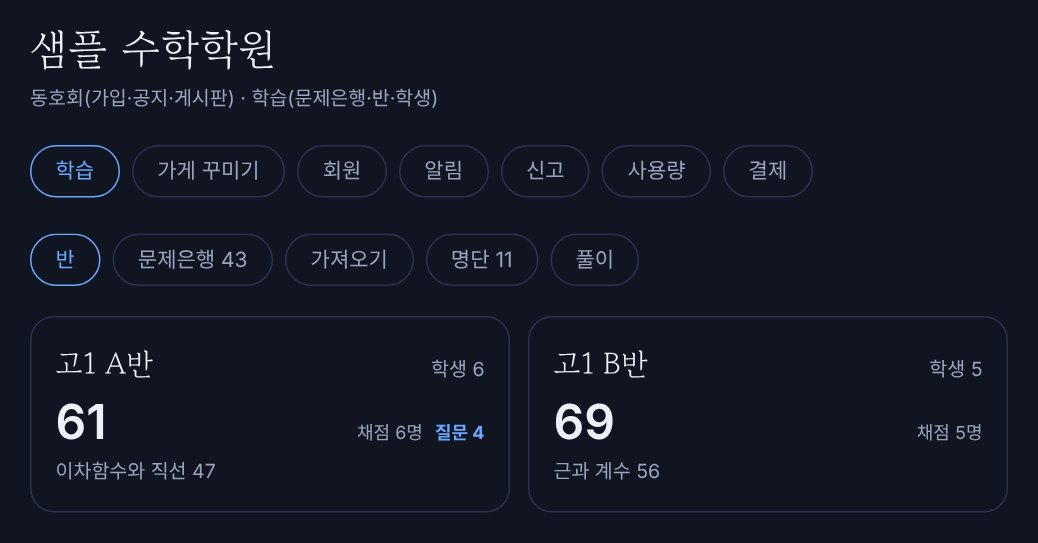 샘플 수학학원
동호회(가입·공지·게시판) · 학습(문제은행·반·학생)
학습 가게 꾸미기 회원 알림 신고 사용량 결제
반 문제은행 43 가져오기 명단 11 풀이
고1 A반 학생 6
61 채점 6명 질문 4
이차함수와 직선 47
고1 B반 학생 5
69 채점 5명
근과 계수 56